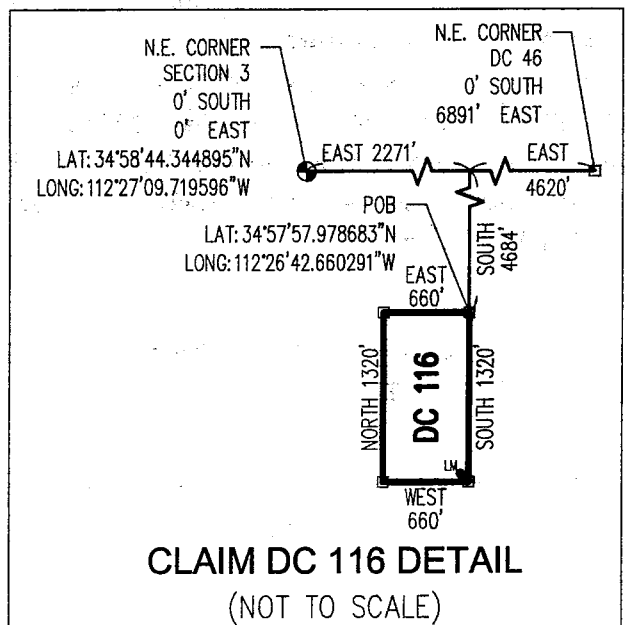 N.E. CORNER
SECTION 3
0' SOUTH
0' EAST
LAT: 34°58'44.344895"N
LONG: 112°27'09.719596"W
N.E. CORNER
DC 46
0' SOUTH
6891' EAST
EAST 2271'
EAST
4620'
POB
LAT: 34°57'57.978683"N
LONG: 112°26'42.660291"W
SOUTH
4684'
EAST
660'
NORTH 1320'
DC 116
SOUTH 1320'
LM
WEST
660'
CLAIM DC 116 DETAIL
(NOT TO SCALE)